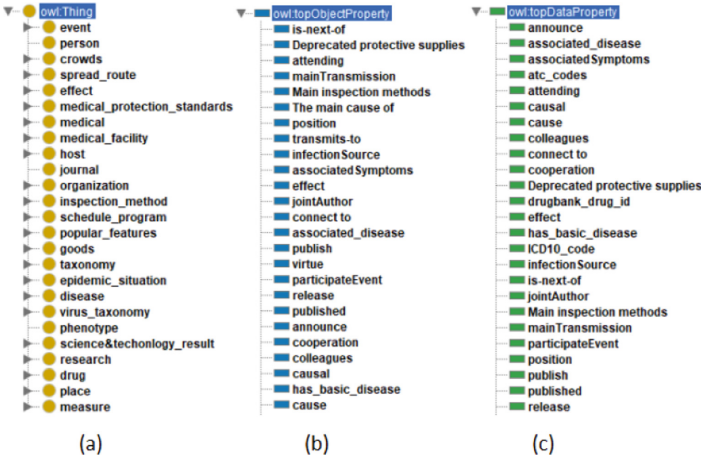 owl:Thing
event
person
crowds
spread_route
effect
medical_protection_standards
medical
medical_facility
host
journal
organization
inspection_method
schedule_program
popular_features
goods
taxonomy
epidemic_situation
disease
virus_taxonomy
phenotype
science&techonlogy_result
research
drug
place
measure
(a)
owl:topObjectProperty
is-next-of
Deprecated protective supplies
attending
mainTransmission
Main inspection methods
The main cause of
position
transmits-to
infectionSource
associatedSymptoms
effect
jointAuthor
connect to
associated_disease
publish
virtue
participateEvent
release
published
announce
cooperation
colleagues
causal
has_basic_disease
cause
(b)
owl:topDataProperty
announce
associated_disease
associatedSymptoms
atc_codes
attending
causal
cause
colleagues
connect to
cooperation
Deprecated protective supplies
drugbank_drug_id
effect
has_basic_disease
ICD10_code
infectionSource
is-next-of
jointAuthor
Main inspection methods
mainTransmission
participateEvent
position
publish
published
release
(c)